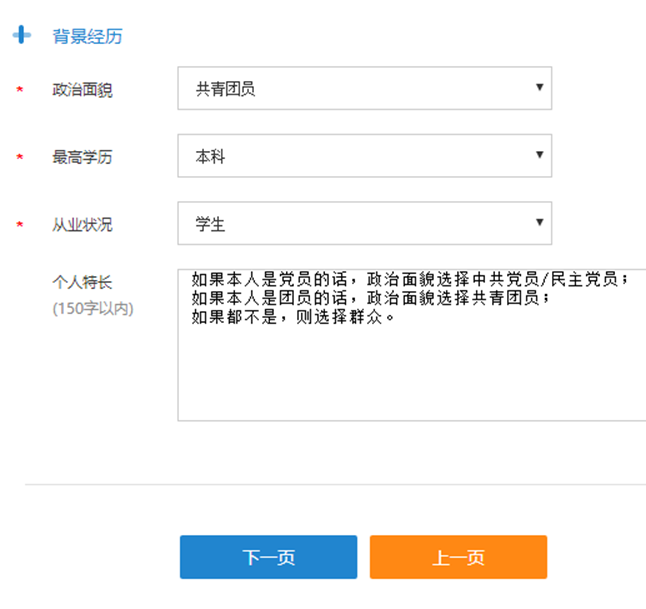 背景经历
* 政治面貌 共青团员
* 最高学历 本科
* 从业状况 学生
个人特长
(150字以内)
如果本人是党员的话，政治面貌选择中共党员/民主党员；
如果本人是团员的话，政治面貌选择共青团员；
如果都不是，则选择群众。
下一页 上一页